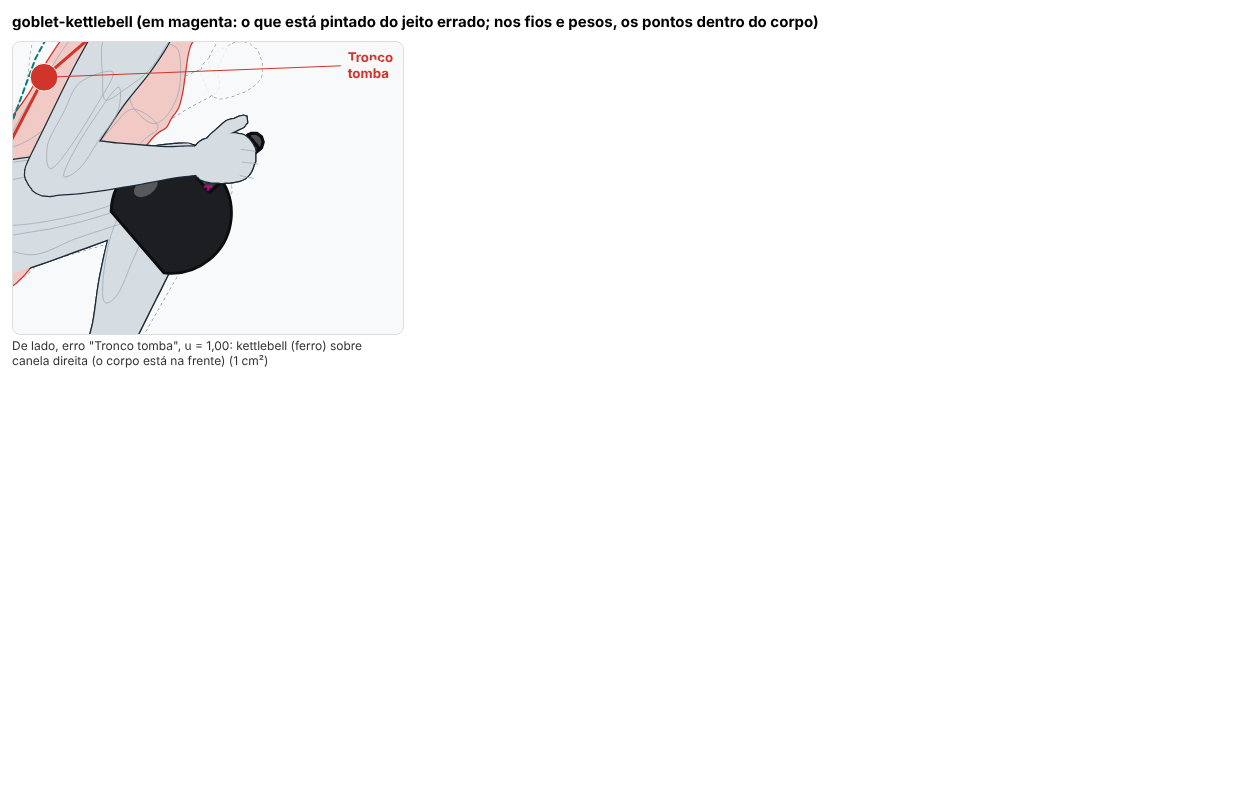 goblet-kettlebell (em magenta: o que está pintado do jeito errado; nos fios e pesos, os pontos dentro do corpo)
Tronco
tomba
De lado, erro "Tronco tomba", u = 1,00: kettlebell (ferro) sobre
canela direita (o corpo está na frente) (1 cm²)